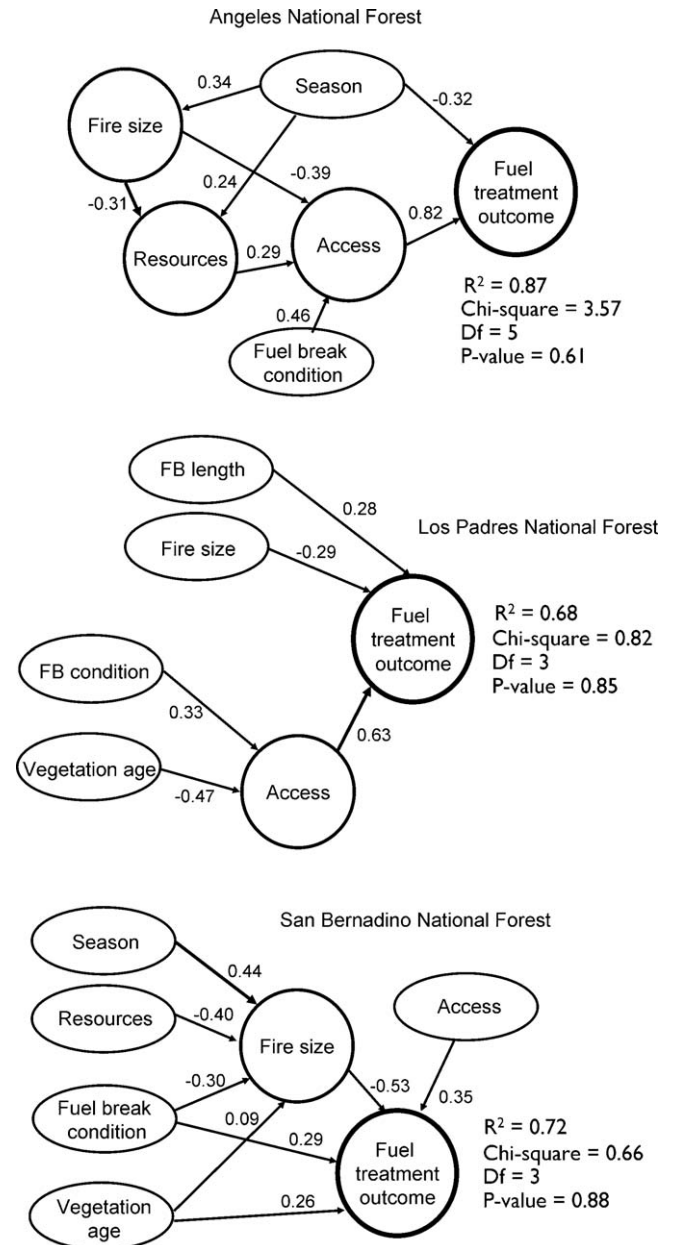 Angeles National Forest
0.34
Season
-0.32
Fire size
Fuel
treatment
outcome
-0.39
-0.31
0.24
0.82
Resources
0.29
Access
R² = 0.87
Chi-square = 3.57
Df = 5
P-value = 0.61
0.46
Fuel break
condition
FB length
0.28
Los Padres National Forest
Fire size
-0.29
Fuel
treatment
outcome
R² = 0.68
Chi-square = 0.82
Df = 3
P-value = 0.85
FB condition
0.33
0.63
Vegetation age
-0.47
Access
San Bernadino National Forest
Season
0.44
Access
Resources
-0.40
Fire size
-0.30
-0.53
0.35
Fuel break
condition
0.09
0.29
Fuel
treatment
outcome
R² = 0.72
Chi-square = 0.66
Df = 3
P-value = 0.88
0.26
Vegetation
age